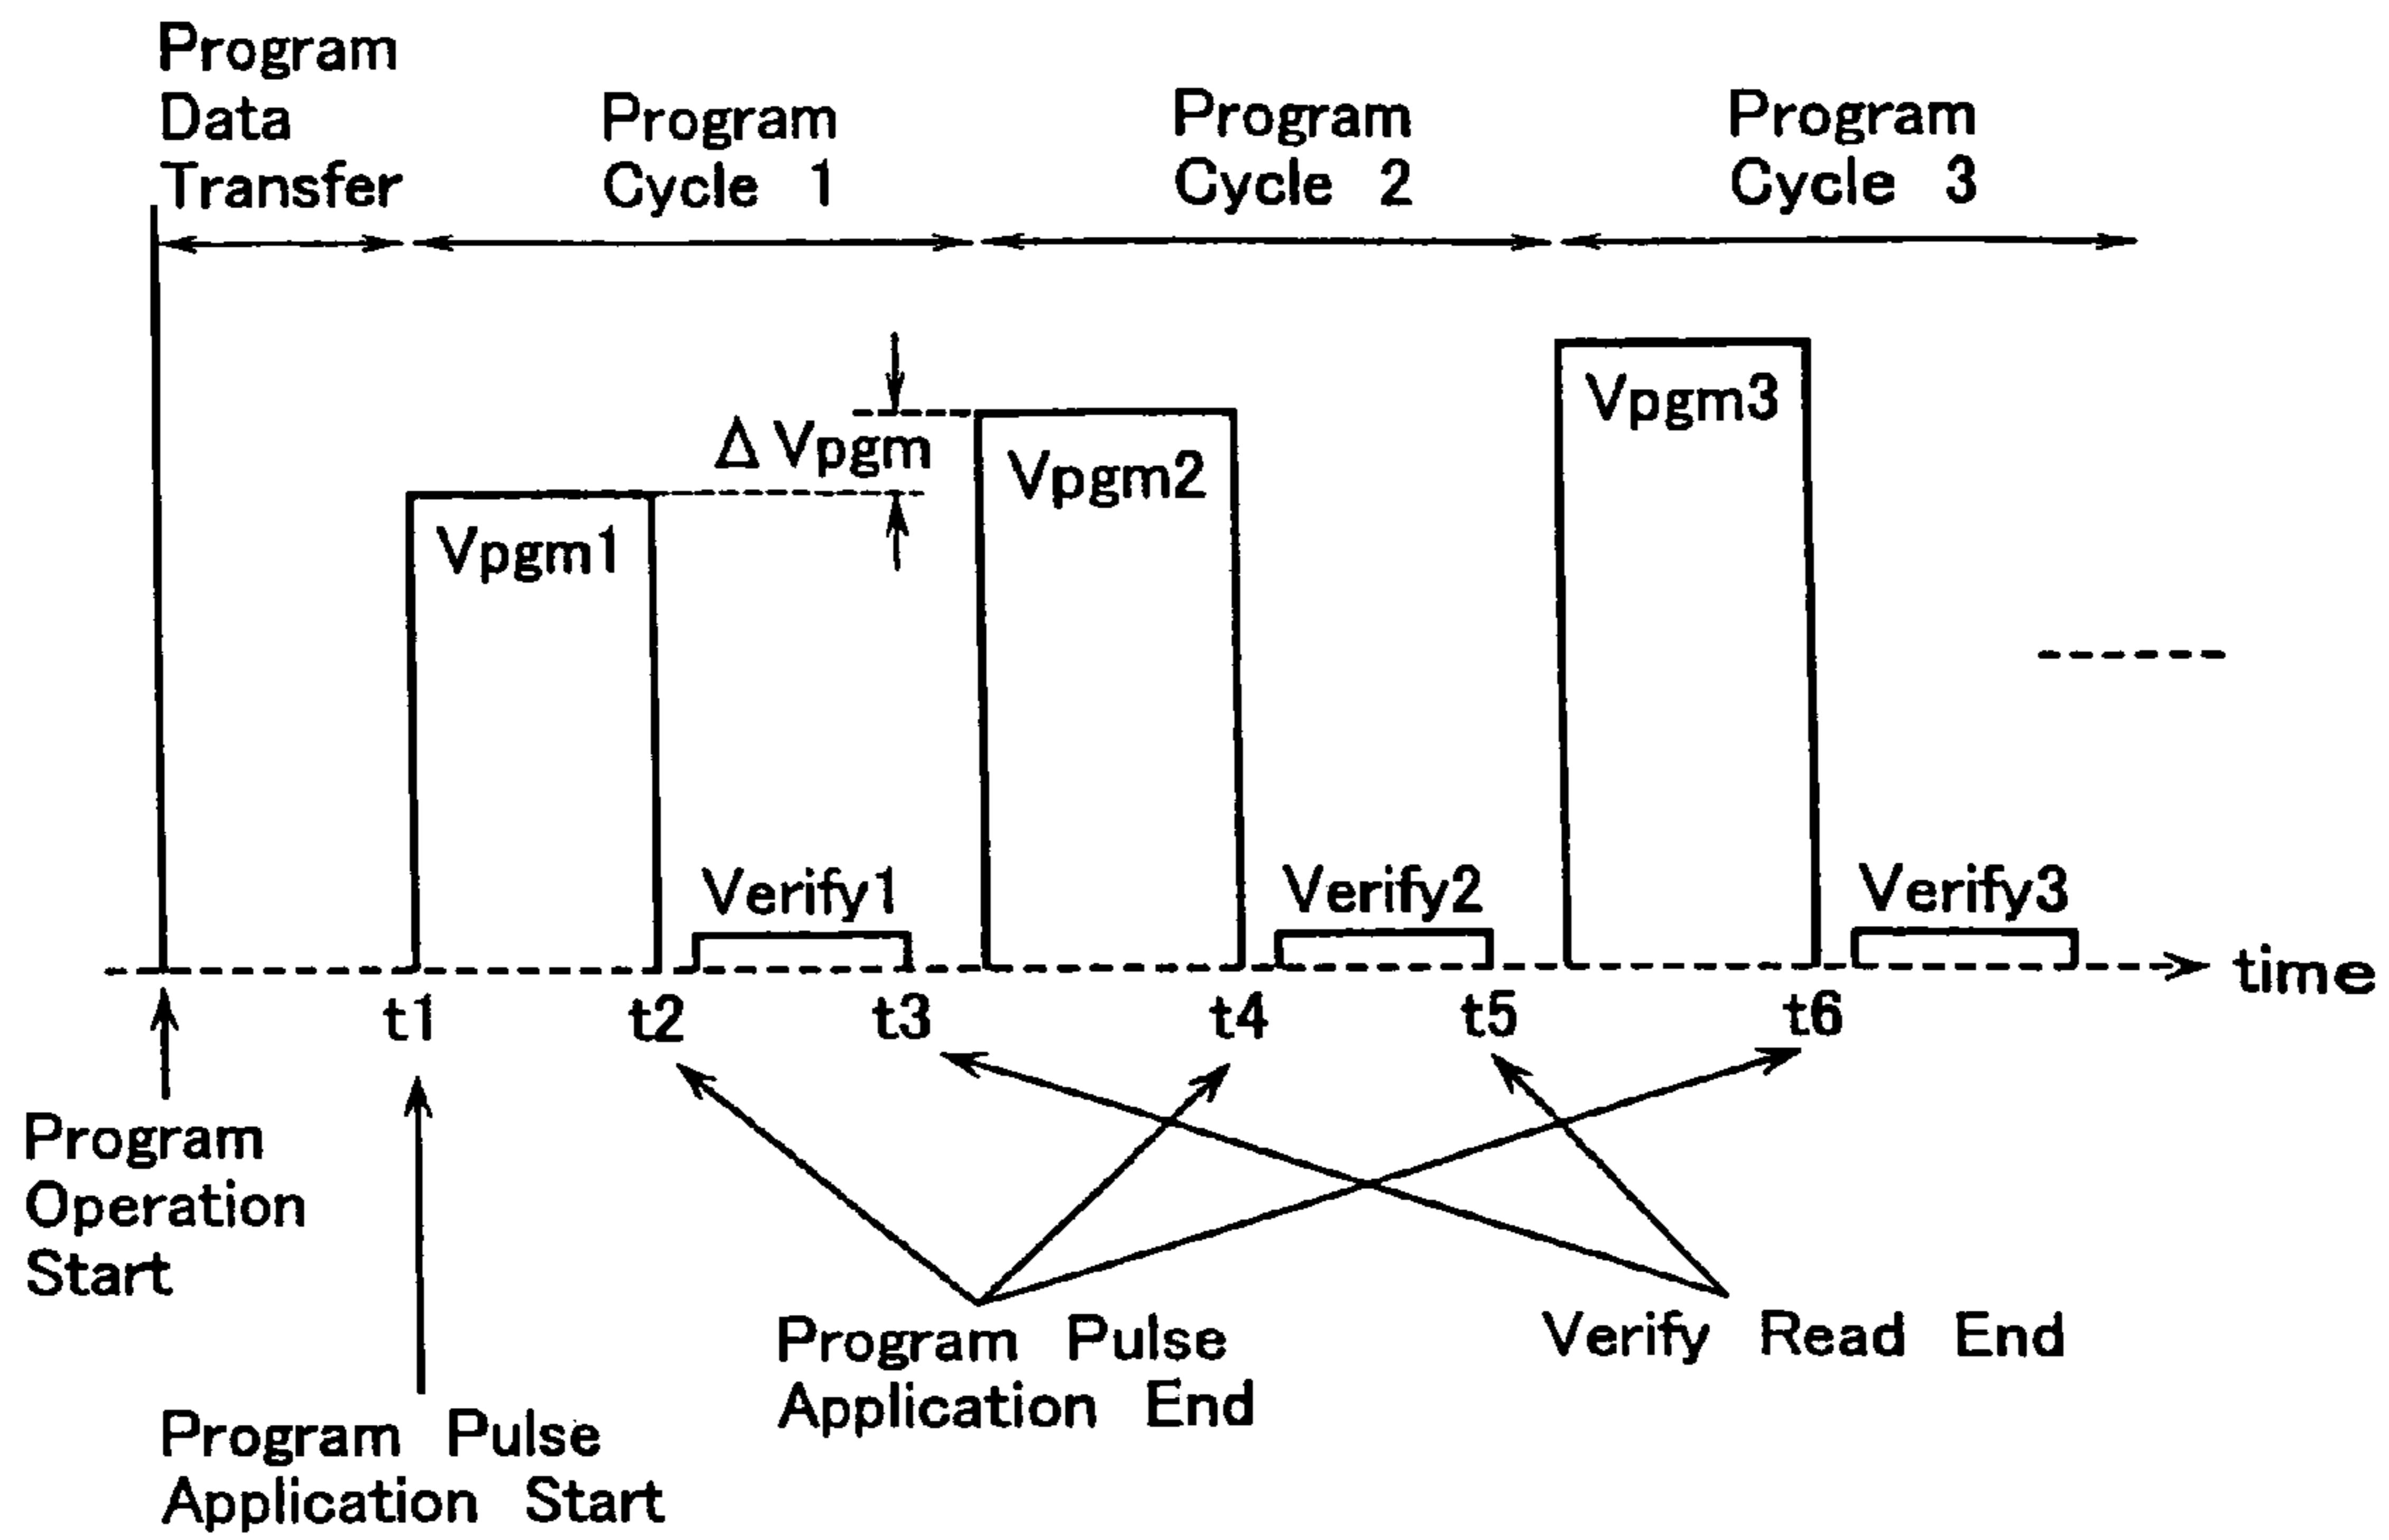 Program
Data
Transfer
Program
Cycle 1
Program
Cycle 2
Program
Cycle 3
Δ Vpgm
Vpgm1
Vpgm2
Vpgm3
Verify1
Verify2
Verify3
time
t1
t2
t3
t4
t5
t6
Program
Operation
Start
Program Pulse
Application Start
Program Pulse
Application End
Verify Read End